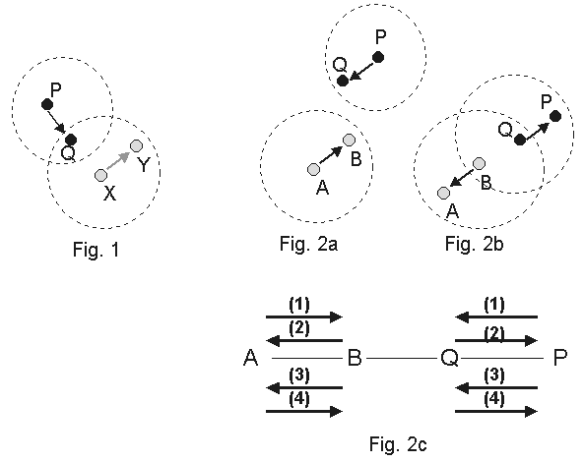 P
Q
X
Y
Fig. 1
P
Q
A
B
Fig. 2a
P
Q
B
A
Fig. 2b
(1) (1)
(2) (2)
A B Q P
(3) (3)
(4) (4)
Fig. 2c